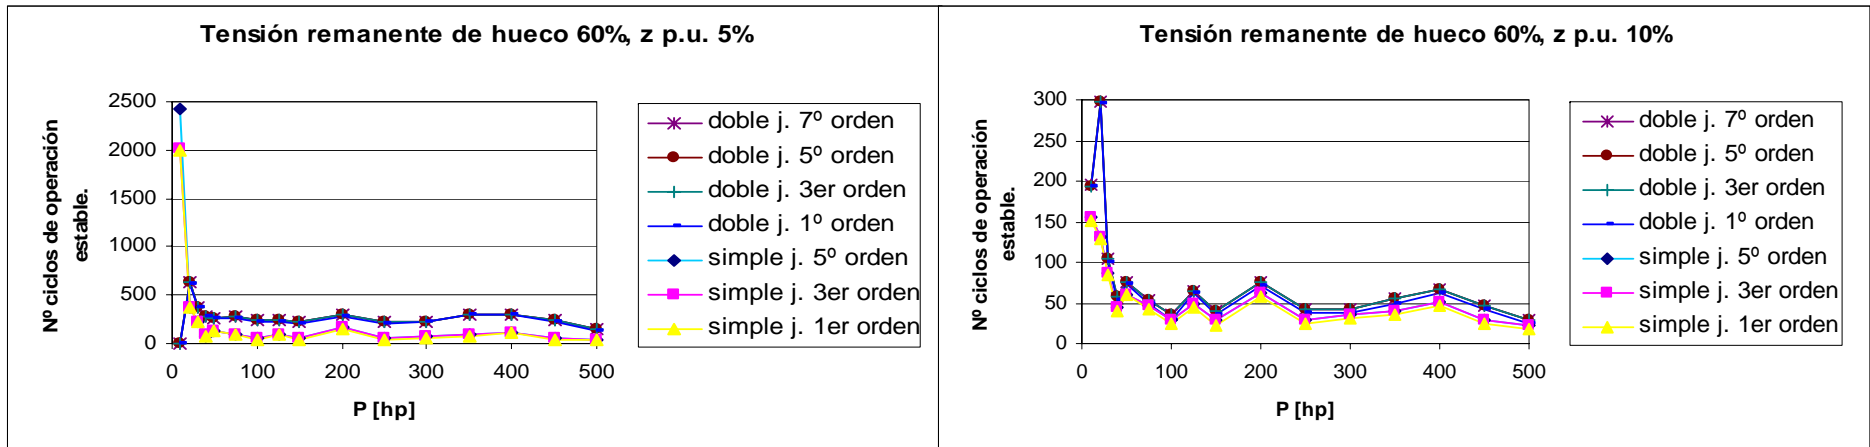 Tensión remanente de hueco 60%, z p.u. 5%
Nº ciclos de operación
estable.
2500
2000
1500
1000
500
0
0
100
200
300
400
500
P [hp]
doble j. 7º orden
doble j. 5º orden
doble j. 3er orden
doble j. 1º orden
simple j. 5º orden
simple j. 3er orden
simple j. 1er orden
Tensión remanente de hueco 60%, z p.u. 10%
Nº ciclos de operación
estable.
300
250
200
150
100
50
0
0
100
200
300
400
500
P [hp]
doble j. 7º orden
doble j. 5º orden
doble j. 3er orden
doble j. 1º orden
simple j. 5º orden
simple j. 3er orden
simple j. 1er orden